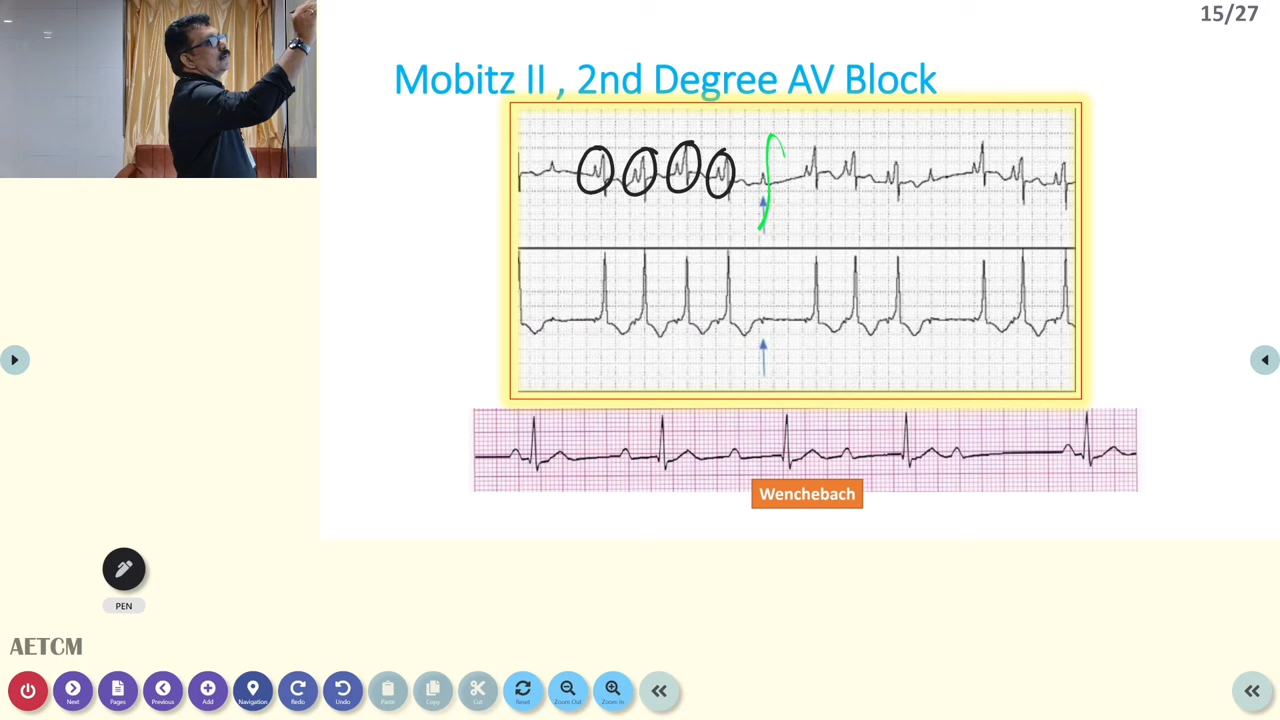 15/27
Mobitz II , 2nd Degree AV Block
Wenchebach
PEN
AETCM
Next
Pages
Previous
Add
Navigation
Redo
Undo
Paste
Copy
Cut
Reset
Zoom Out
Zoom In